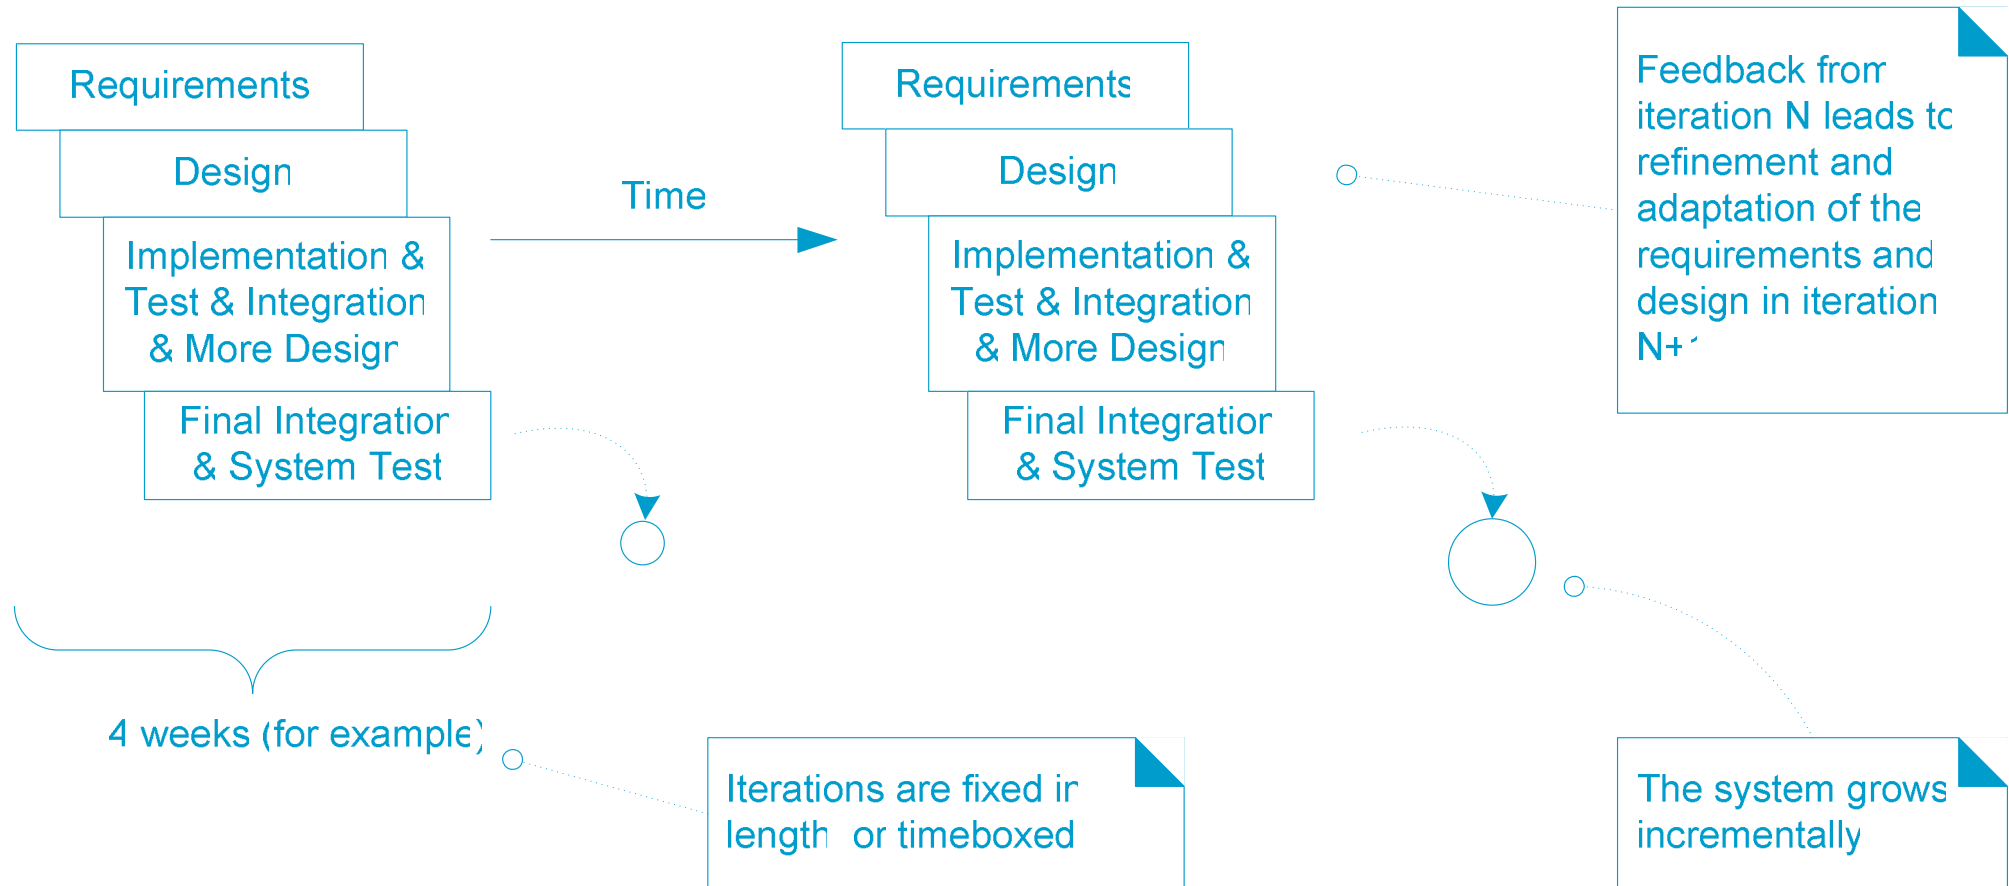 Requirements
Design
Implementation &
Test & Integration
& More Design
Final Integration
& System Test
Time
Requirements
Design
Implementation &
Test & Integration
& More Design
Final Integration
& System Test
Feedback from
iteration N leads to
refinement and
adaptation of the
requirements and
design in iteration
N+1
4 weeks (for example)
Iterations are fixed in
length or timeboxed
The system grows
incrementally